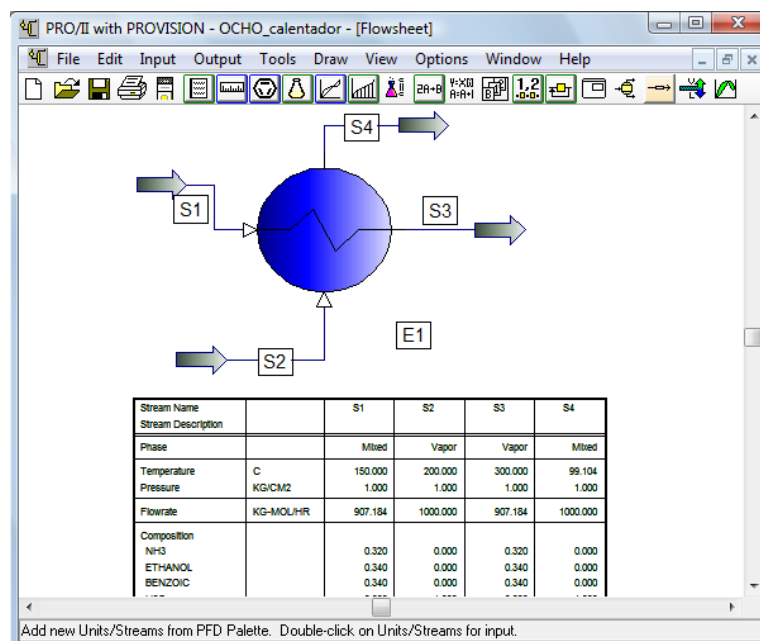 PRO/II with PROVISION - OCHO_calentador - [Flowsheet]
File Edit Input Output Tools Draw View Options Window Help
2A+B 1,2
S4
S1
S3
S2
E1
Stream Name S1 S2 S3 S4
Stream Description
Phase Mixed Vapor Vapor Mixed
Temperature C 150.000 200.000 300.000 99.104
Pressure KG/CM2 1.000 1.000 1.000 1.000
Flowrate KG-MOL/HR 907.184 1000.000 907.184 1000.000
Composition
NH3 0.320 0.000 0.320 0.000
ETHANOL 0.340 0.000 0.340 0.000
BENZOIC 0.340 0.000 0.340 0.000
Add new Units/Streams from PFD Palette. Double-click on Units/Streams for input.